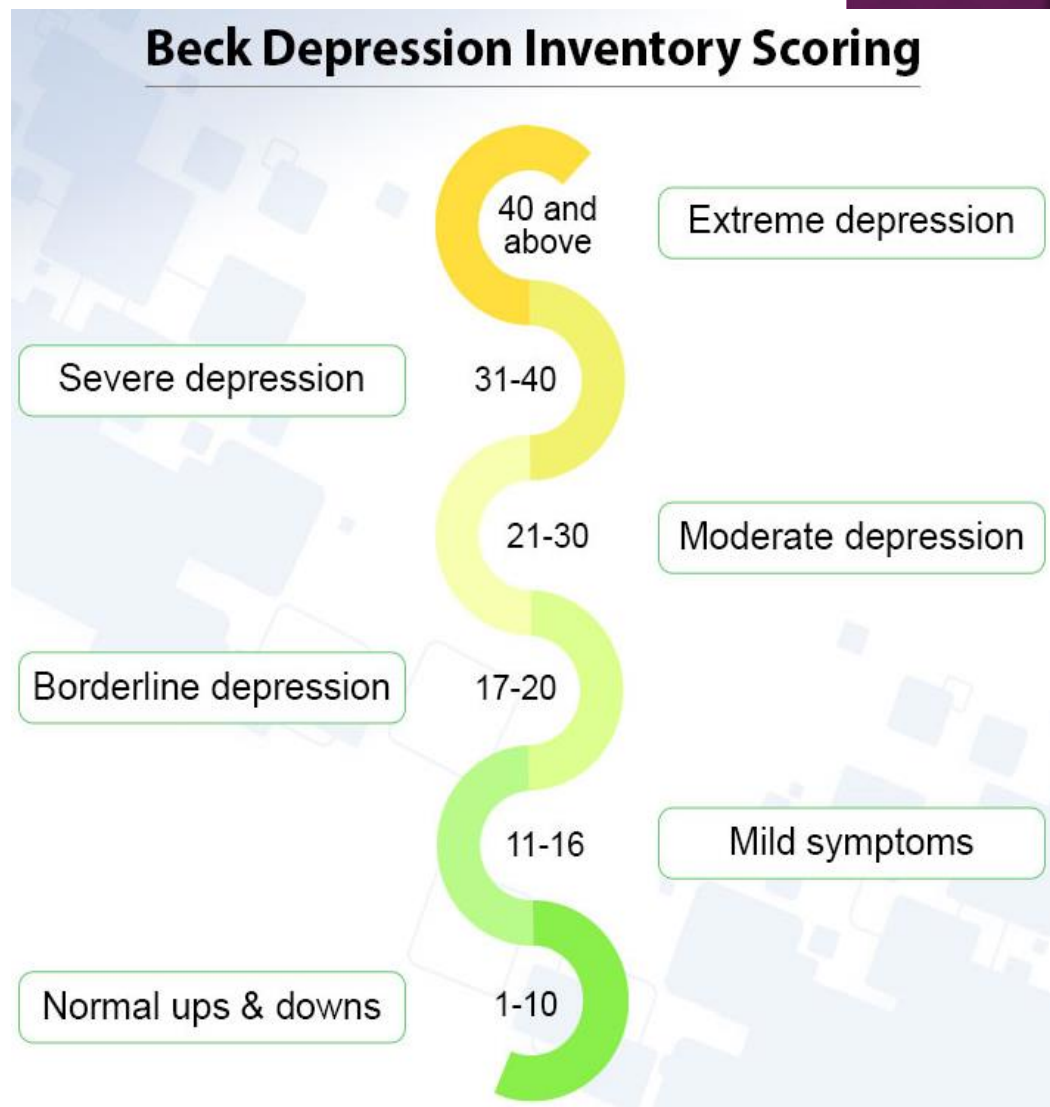 Beck Depression Inventory Scoring
40 and
above
Extreme depression
Severe depression
31-40
21-30
Moderate depression
Borderline depression
17-20
11-16
Mild symptoms
Normal ups & downs
1-10